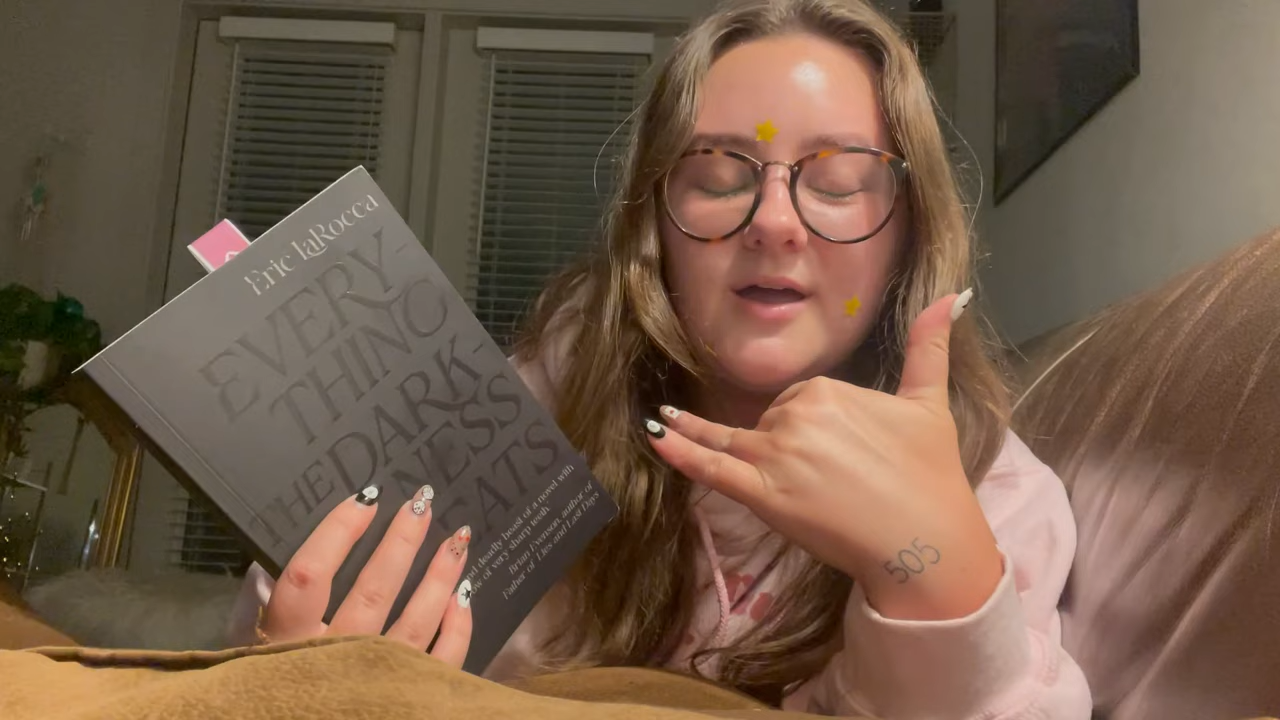 Eric LaRocca
EVERY-
THING
THE DARK-
NESS
EATS
deadly beast of a novel with
of very sharp teeth
Brian Evenson, author of
Father of Lies and Last Days
505